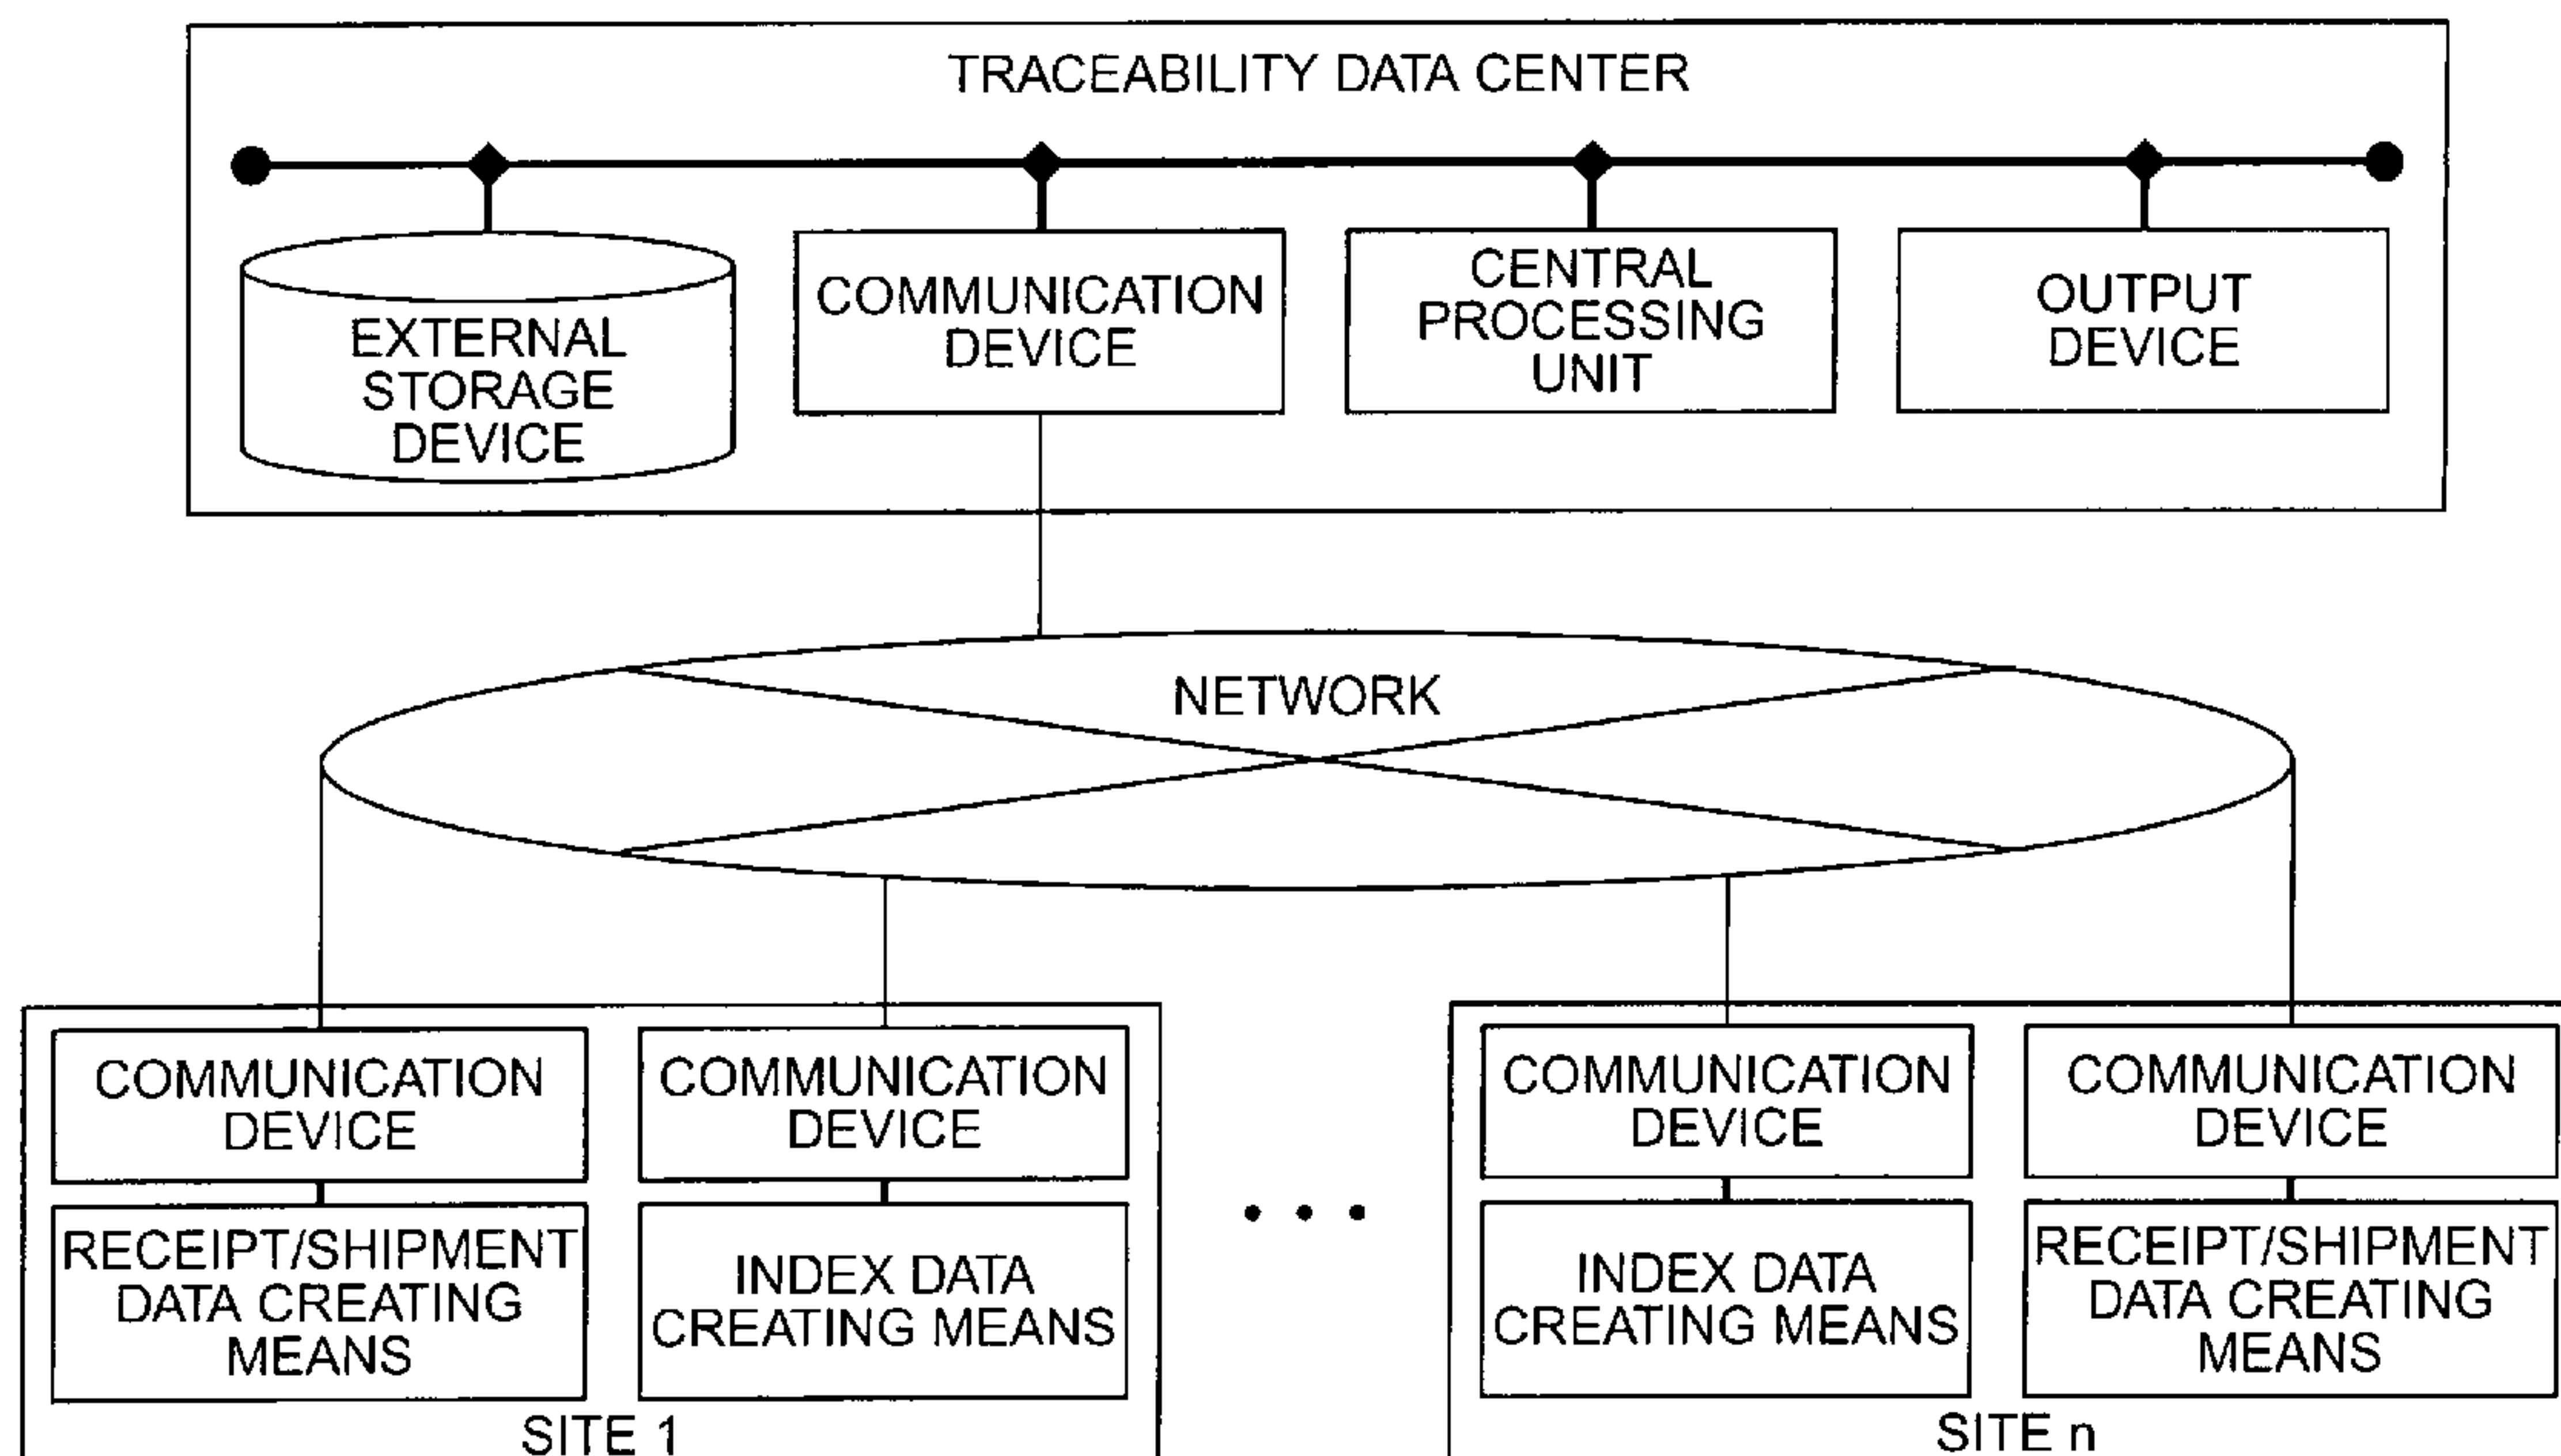 TRACEABILITY DATA CENTER
EXTERNAL
STORAGE
DEVICE
COMMUNICATION
DEVICE
CENTRAL
PROCESSING
UNIT
OUTPUT
DEVICE
NETWORK
COMMUNICATION
DEVICE
RECEIPT/SHIPMENT
DATA CREATING
MEANS
COMMUNICATION
DEVICE
INDEX DATA
CREATING MEANS
SITE 1
• • •
COMMUNICATION
DEVICE
INDEX DATA
CREATING MEANS
COMMUNICATION
DEVICE
RECEIPT/SHIPMENT
DATA CREATING
MEANS
SITE n